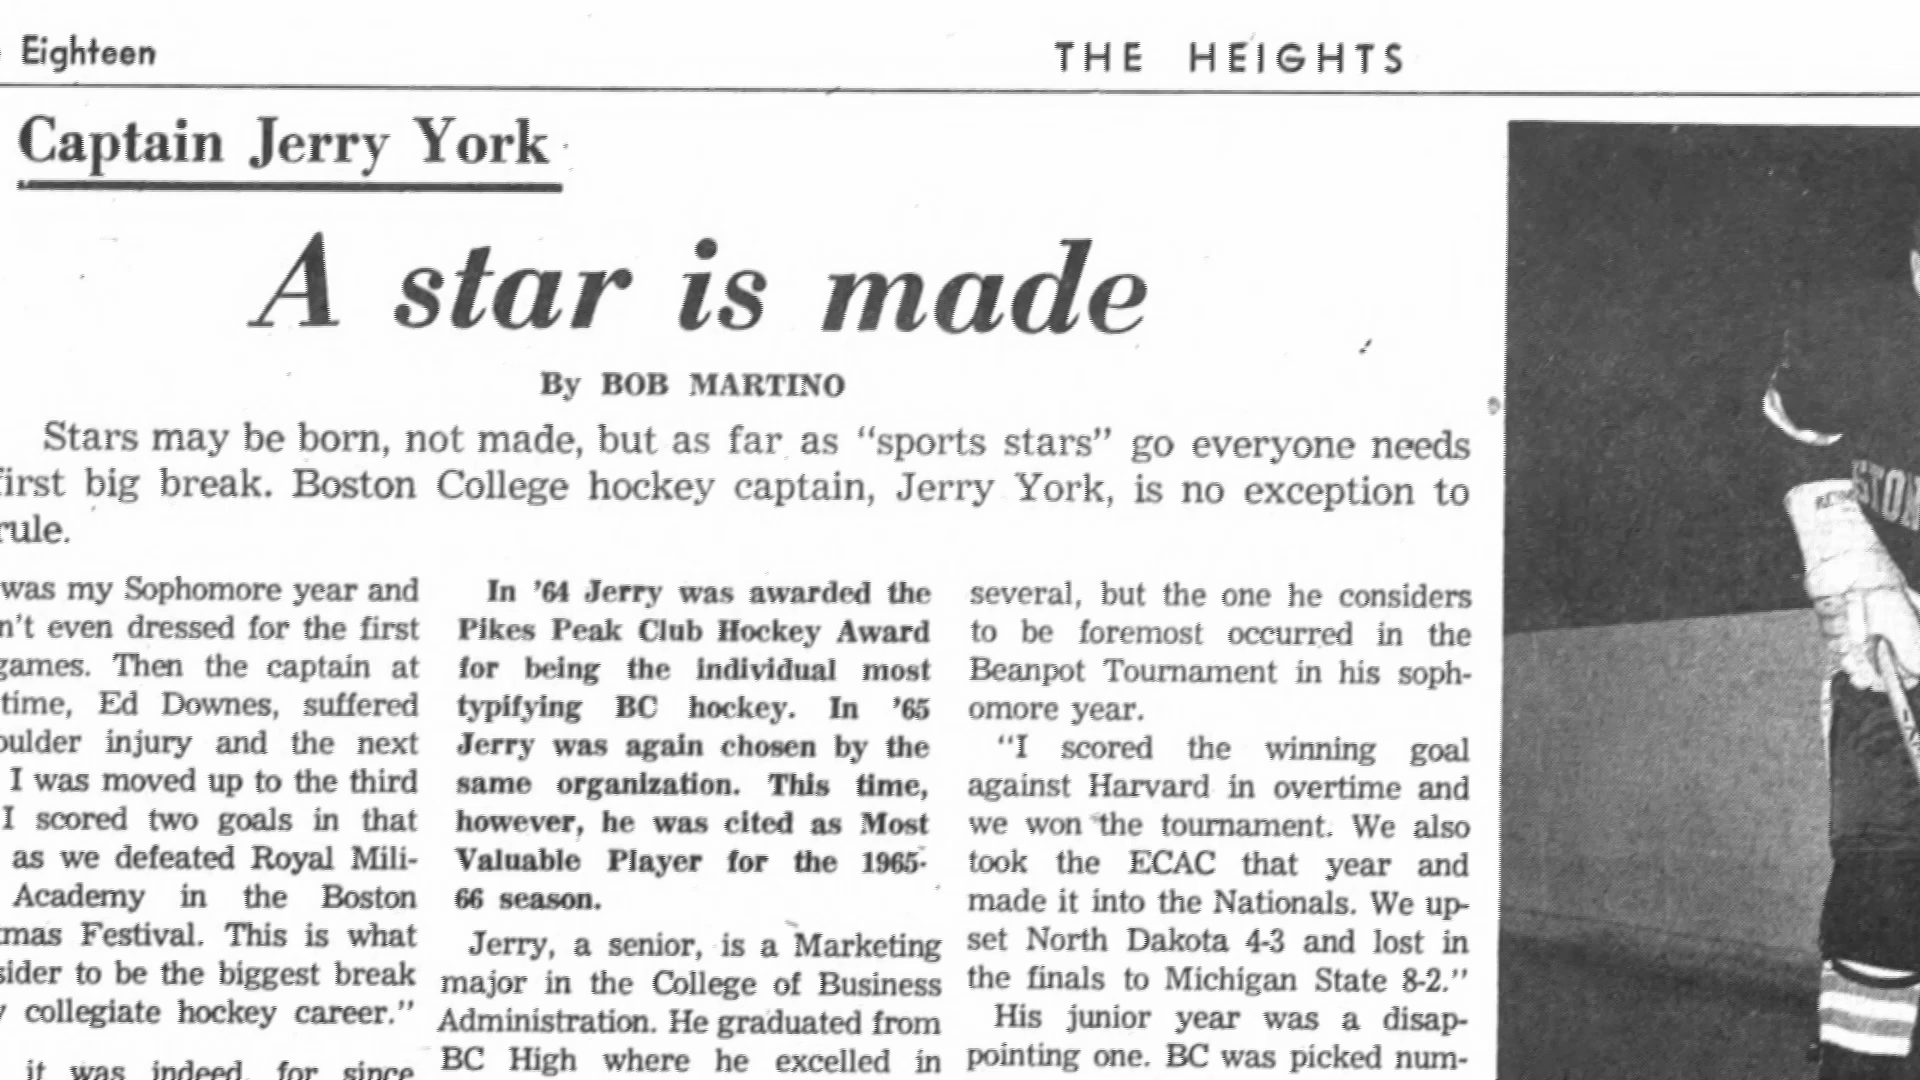 Eighteen
THE HEIGHTS
Captain Jerry York
A star is made
By BOB MARTINO
Stars may be born, not made, but as far as “sports stars” go everyone needs
first big break. Boston College hockey captain, Jerry York, is no exception to
rule.
was my Sophomore year and
n't even dressed for the first
games. Then the captain at
time, Ed Downes, suffered
oulder injury and the next
I was moved up to the third
I scored two goals in that
as we defeated Royal Mili-
Academy in the Boston
mas Festival. This is what
sider to be the biggest break
collegiate hockey career.”
it was indeed, for since
In '64 Jerry was awarded the
Pikes Peak Club Hockey Award
for being the individual most
typifying BC hockey. In '65
Jerry was again chosen by the
same organization. This time,
however, he was cited as Most
Valuable Player for the 1965-
66 season.
Jerry, a senior, is a Marketing
major in the College of Business
Administration. He graduated from
BC High where he excelled in
several, but the one he considers
to be foremost occurred in the
Beanpot Tournament in his soph-
omore year.
“I scored the winning goal
against Harvard in overtime and
we won the tournament. We also
took the ECAC that year and
made it into the Nationals. We up-
set North Dakota 4-3 and lost in
the finals to Michigan State 8-2.”
His junior year was a disap-
pointing one. BC was picked num-
STON